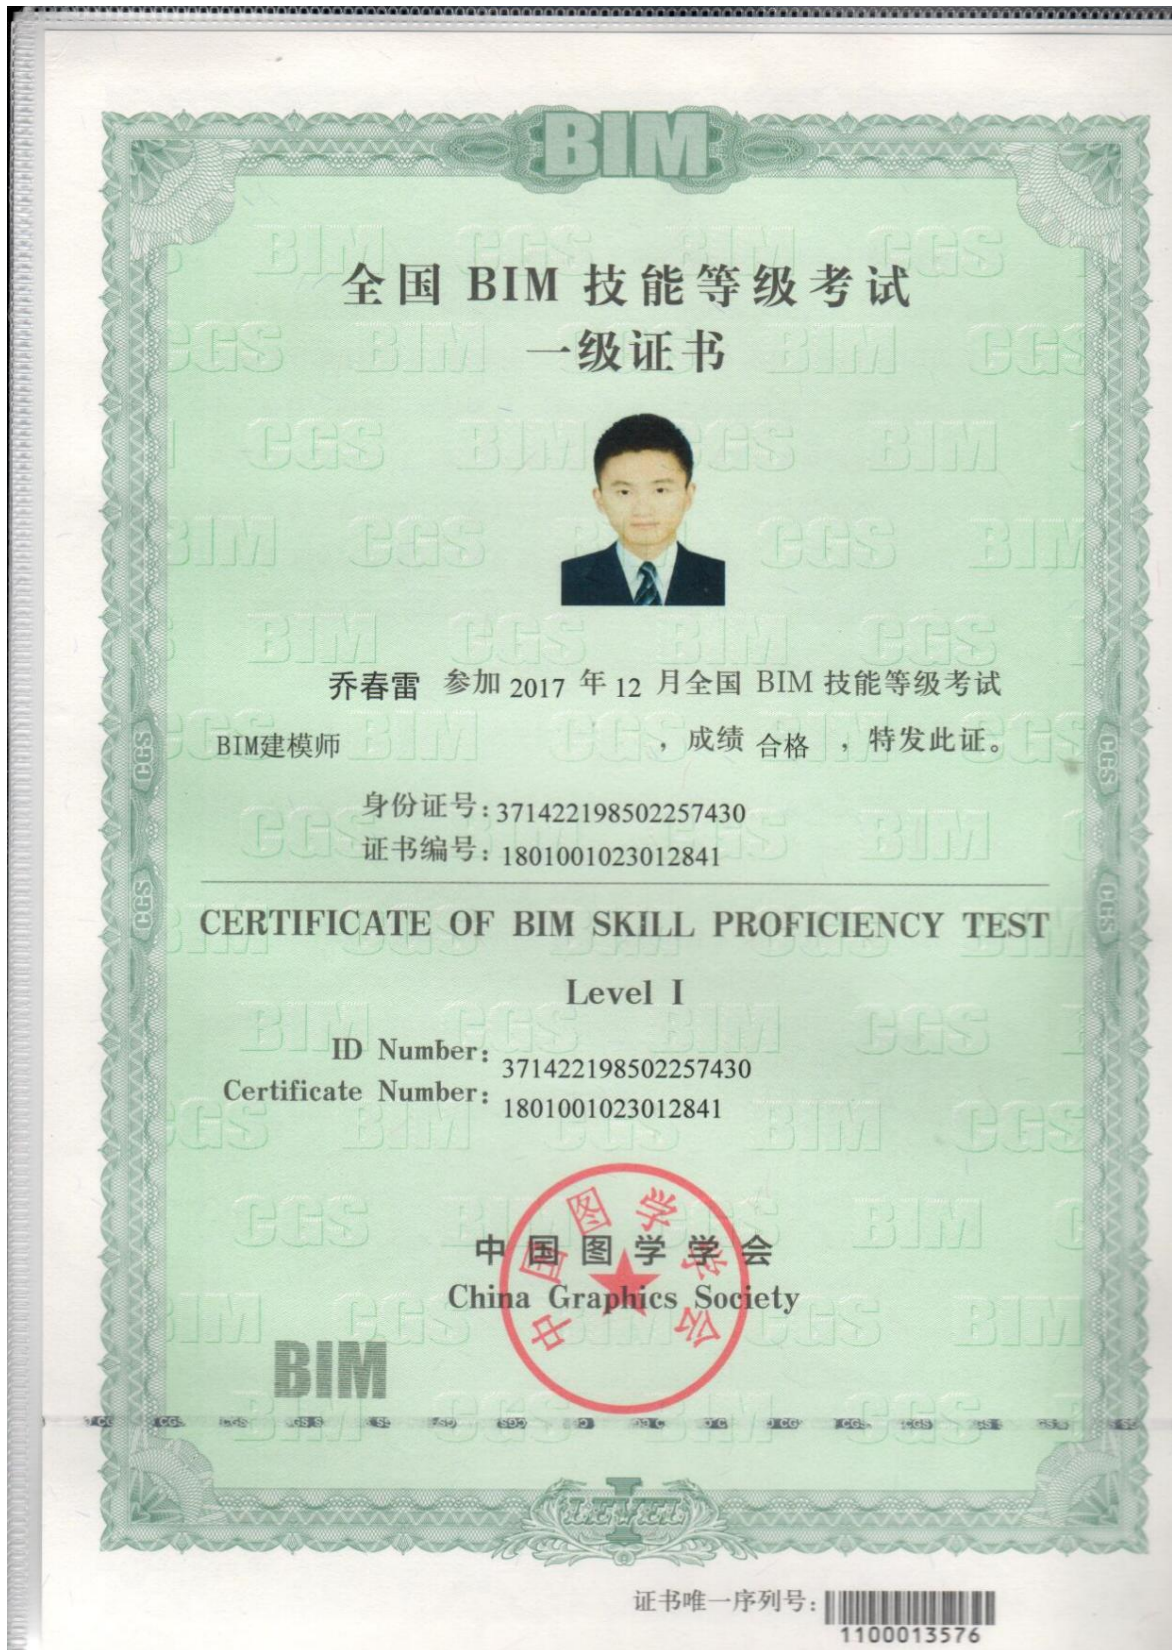 BIM
全国 BIM 技能等级考试
一级证书
乔春雷 参加 2017 年 12 月全国 BIM 技能等级考试
BIM建模师 ,成绩 合格 ,特发此证。
身份证号:371422198502257430
证书编号:1801001023012841
CERTIFICATE OF BIM SKILL PROFICIENCY TEST
Level I
ID Number: 371422198502257430
Certificate Number: 1801001023012841
中国图学学会
中国图学学会
China Graphics Society
BIM
LEVEL
I
证书唯一序列号:
1100013576